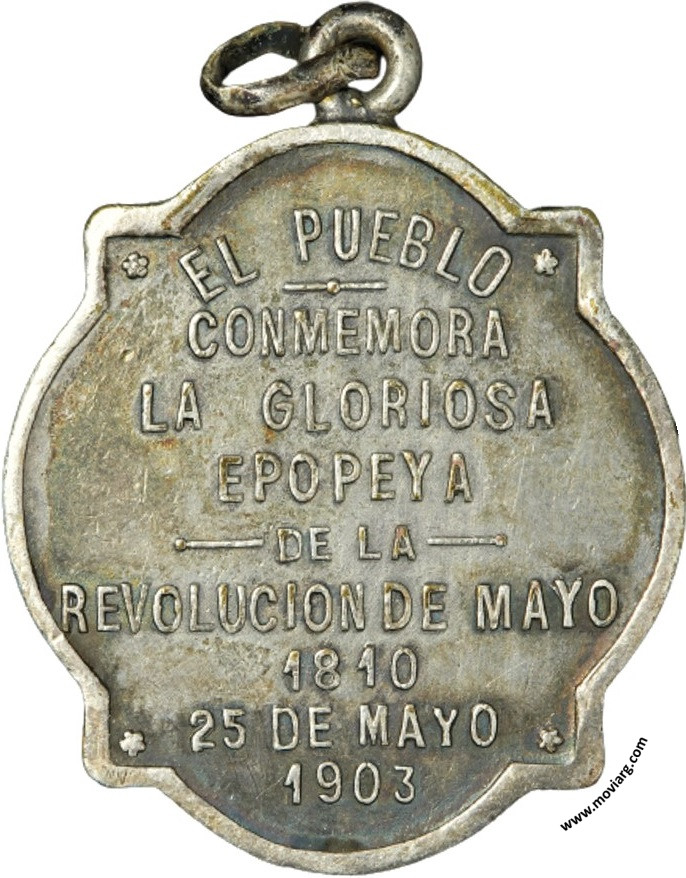 EL PUEBLO
CONMEMORA
LA GLORIOSA
EPOPEYA
DE LA
REVOLUCION DE MAYO
1810
25 DE MAYO
1903
www.moviarg.com